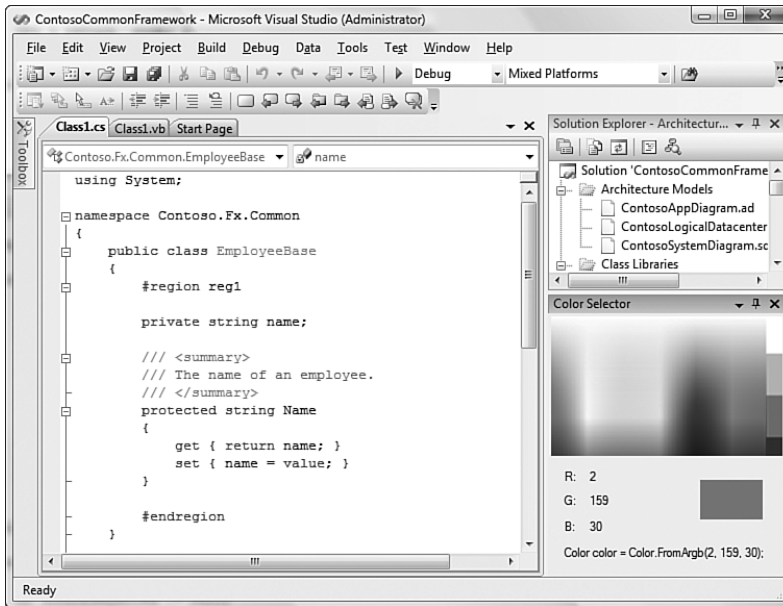 ContosoCommonFramework - Microsoft Visual Studio (Administrator)
File Edit View Project Build Debug Data Tools Test Window Help
Debug Mixed Platforms
Toolbox
Class1.cs Class1.vb Start Page
Contoso.Fx.Common.EmployeeBase name
using System;
namespace Contoso.Fx.Common
{
public class EmployeeBase
{
#region reg1
private string name;
/// <summary>
/// The name of an employee.
/// </summary>
protected string Name
{
get { return name; }
set { name = value; }
}
#endregion
}
Solution Explorer - Architectur...
Solution 'ContosoCommonFrame
Architecture Models
ContosoAppDiagram.ad
ContosoLogicalDatacenter
ContosoSystemDiagram.sc
Class Libraries
Color Selector
R: 2
G: 159
B: 30
Color color = Color.FromArgb(2, 159, 30);
Ready